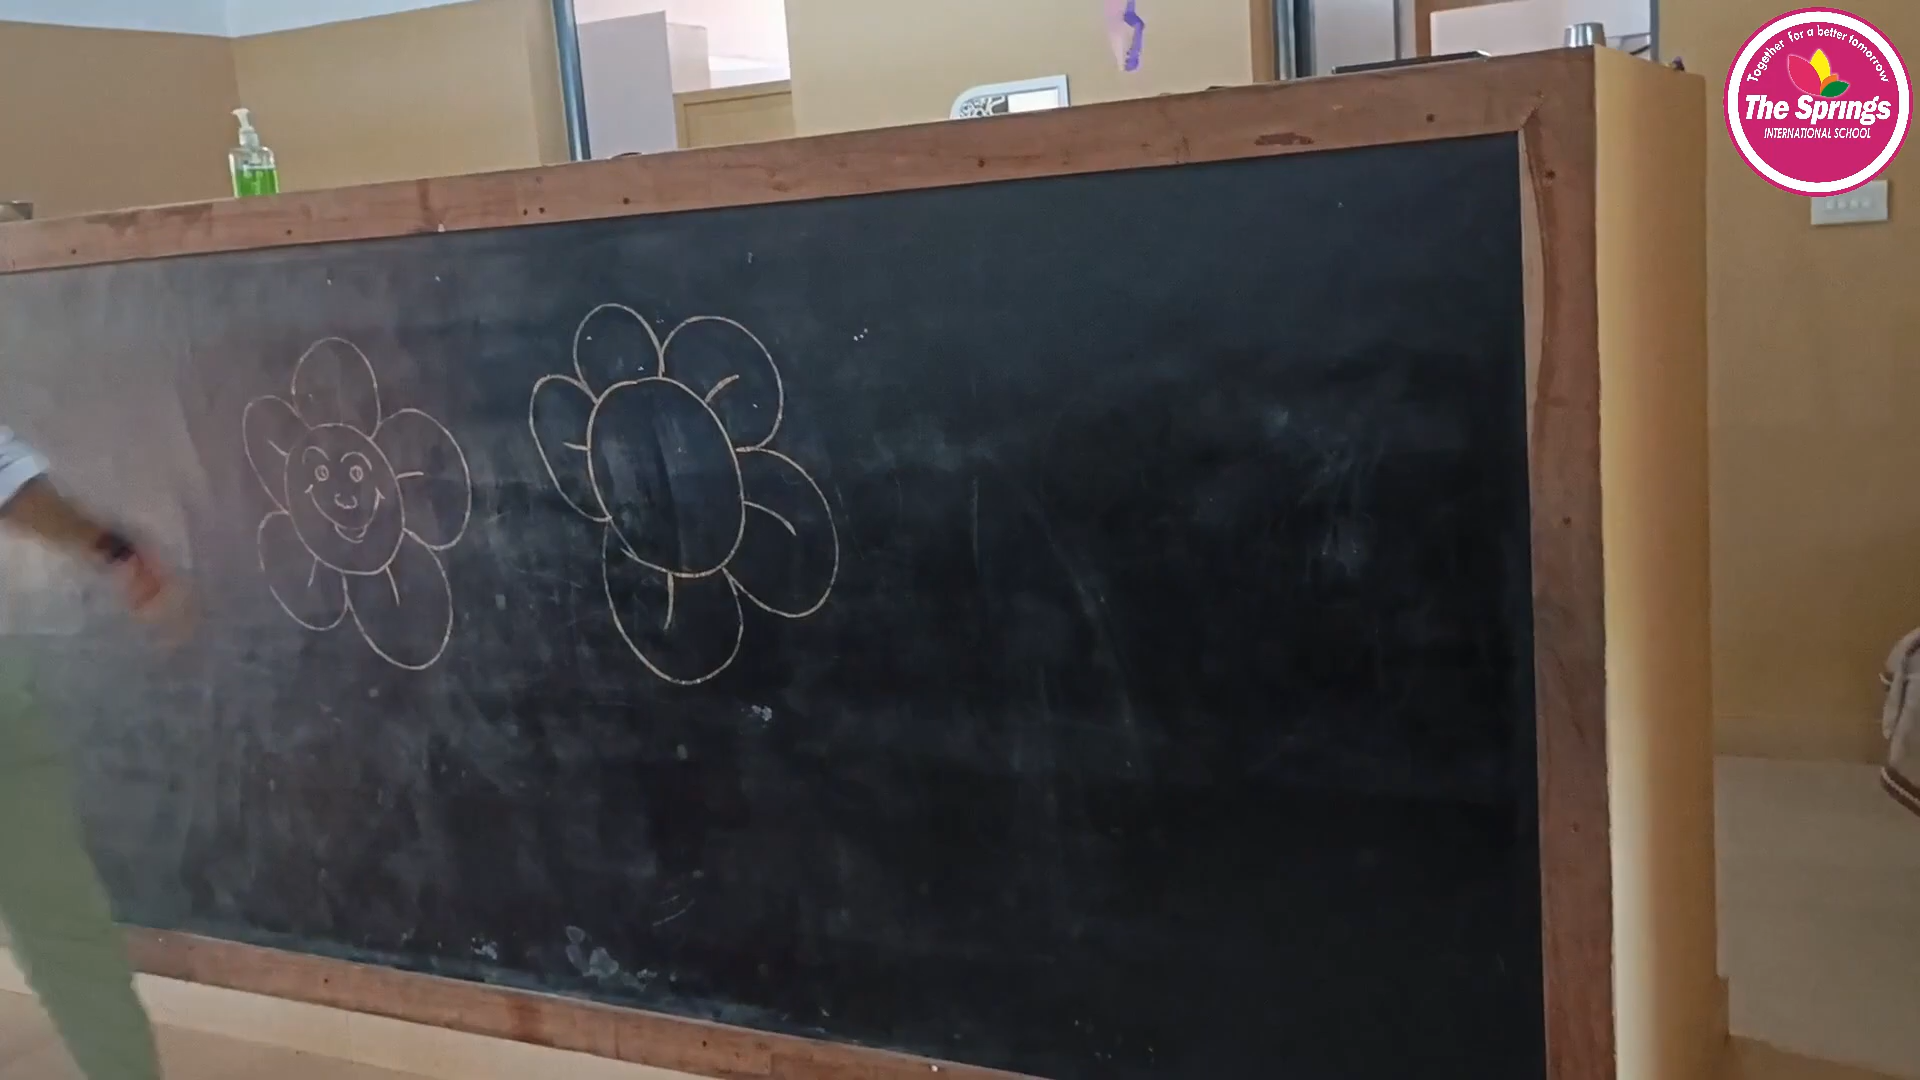 Together for a better tomorrow
The Springs
INTERNATIONAL SCHOOL